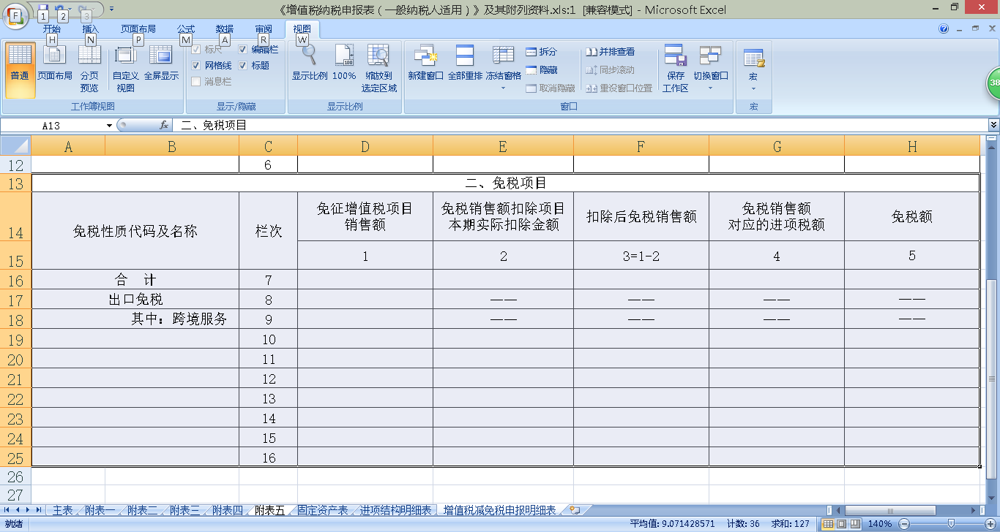 《增值税纳税申报表（一般纳税人适用）》及其附列资料.xls:1 [兼容模式] - Microsoft Excel
1 2 3
开始 插入 页面布局 公式 数据 审阅 视图
F H N P M A R W
标尺 编辑栏
网格线 标题
消息栏
普通 页面布局 分页
预览 自定义
视图 全屏显示
显示比例 100% 缩放到
选定区域
新建窗口 全部重排 冻结窗格
拆分
隐藏
取消隐藏
并排查看
同步滚动
重设窗口位置
保存
工作区 切换窗口 宏
38
工作簿视图 显示/隐藏 显示比例 窗口 宏
A13 fx 二、免税项目
A B C D E F G H
12 6
13 二、免税项目
14 免税性质代码及名称 栏次 免征增值税项目
销售额 免税销售额扣除项目
本期实际扣除金额 扣除后免税销售额 免税销售额
对应的进项税额 免税额
15 1 2 3=1-2 4 5
16 合 计 7
17 出口免税 8 —— —— —— ——
18 其中：跨境服务 9 —— —— —— ——
19 10
20 11
21 12
22 13
23 14
24 15
25 16
26
27
主表 附表一 附表二 附表三 附表四 附表五 固定资产表 进项结构明细表 增值税减免税申报明细表
就绪 平均值: 9.071428571 计数: 36 求和: 127 140%